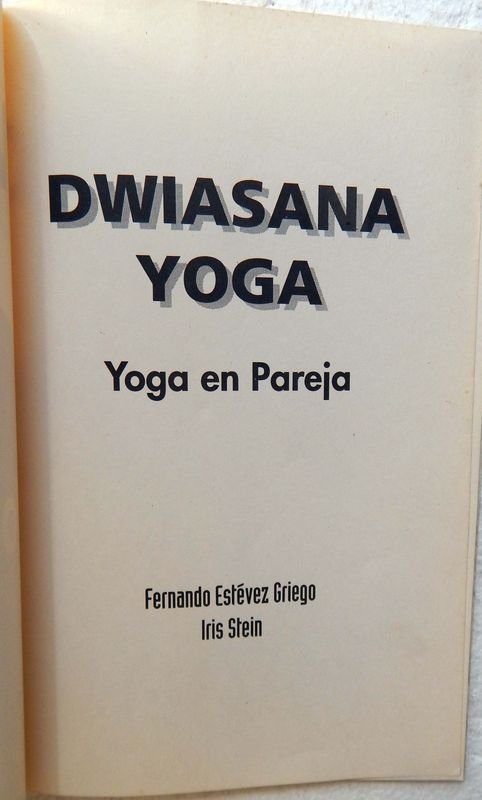 DWIASANA
YOGA
Yoga en Pareja
Fernando Estévez Griego
Iris Stein